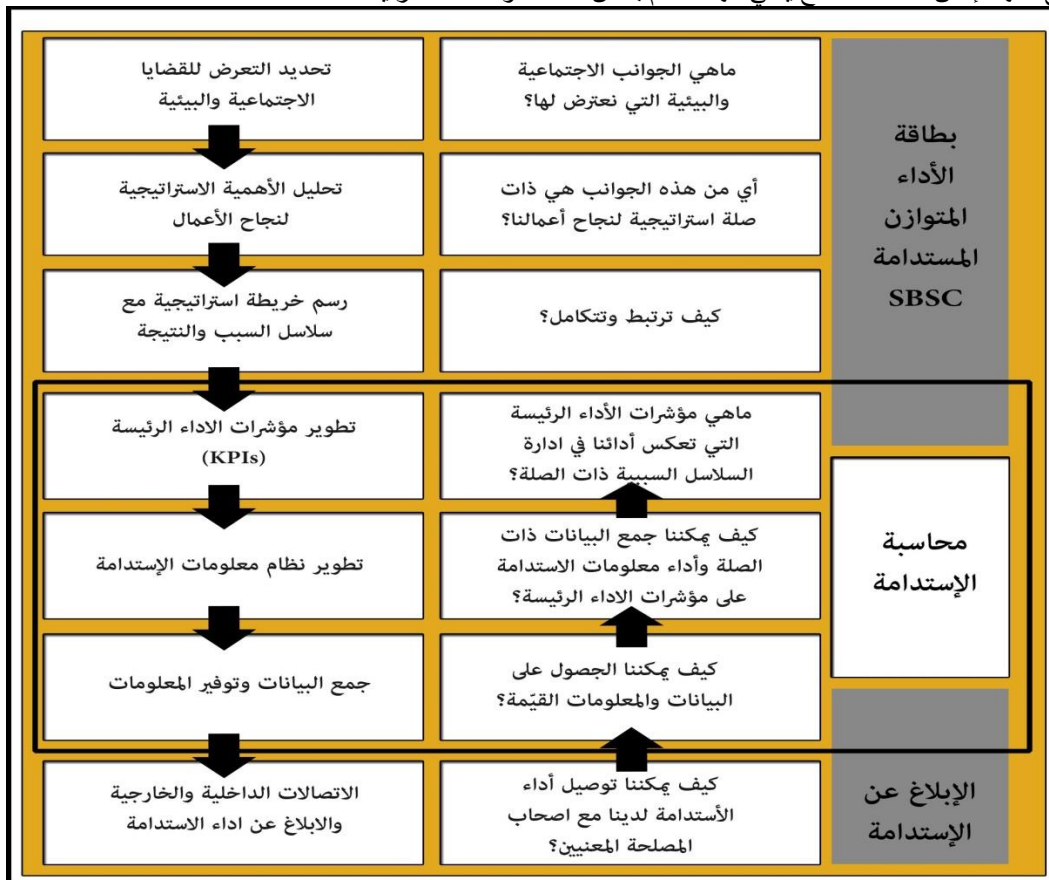 بطاقة
الأداء
المتوازن
المستدامة
SBSC
ماهي الجوانب الاجتماعية
والبيئية التي نعترض لها؟
تحديد التعرض للقضايا
الاجتماعية والبيئية
أي من هذه الجوانب هي ذات
صلة استراتيجية لنجاح أعمالنا؟
تحليل الأهمية الاستراتيجية
لنجاح الأعمال
كيف ترتبط وتتكامل؟
رسم خريطة استراتيجية مع
سلاسل السبب والنتيجة
محاسبة
الإستدامة
ماهي مؤشرات الأداء الرئيسة
التي تعكس أدائنا في ادارة
السلاسل السببية ذات الصلة؟
تطوير مؤشرات الاداء الرئيسة
(KPIs)
كيف يمكننا جمع البيانات ذات
الصلة وأداء معلومات الاستدامة
على مؤشرات الاداء الرئيسة؟
تطوير نظام معلومات الإستدامة
كيف يمكننا الجصول على
البيانات والمعلومات القيّمة؟
جمع البيانات وتوفير المعلومات
الإبلاغ عن
الإستدامة
كيف يمكننا توصيل أداء
الأستدامة لدينا مع اصحاب
المصلحة المعنيين؟
الاتصالات الداخلية والخارجية
والابلاغ عن اداء الاستدامة